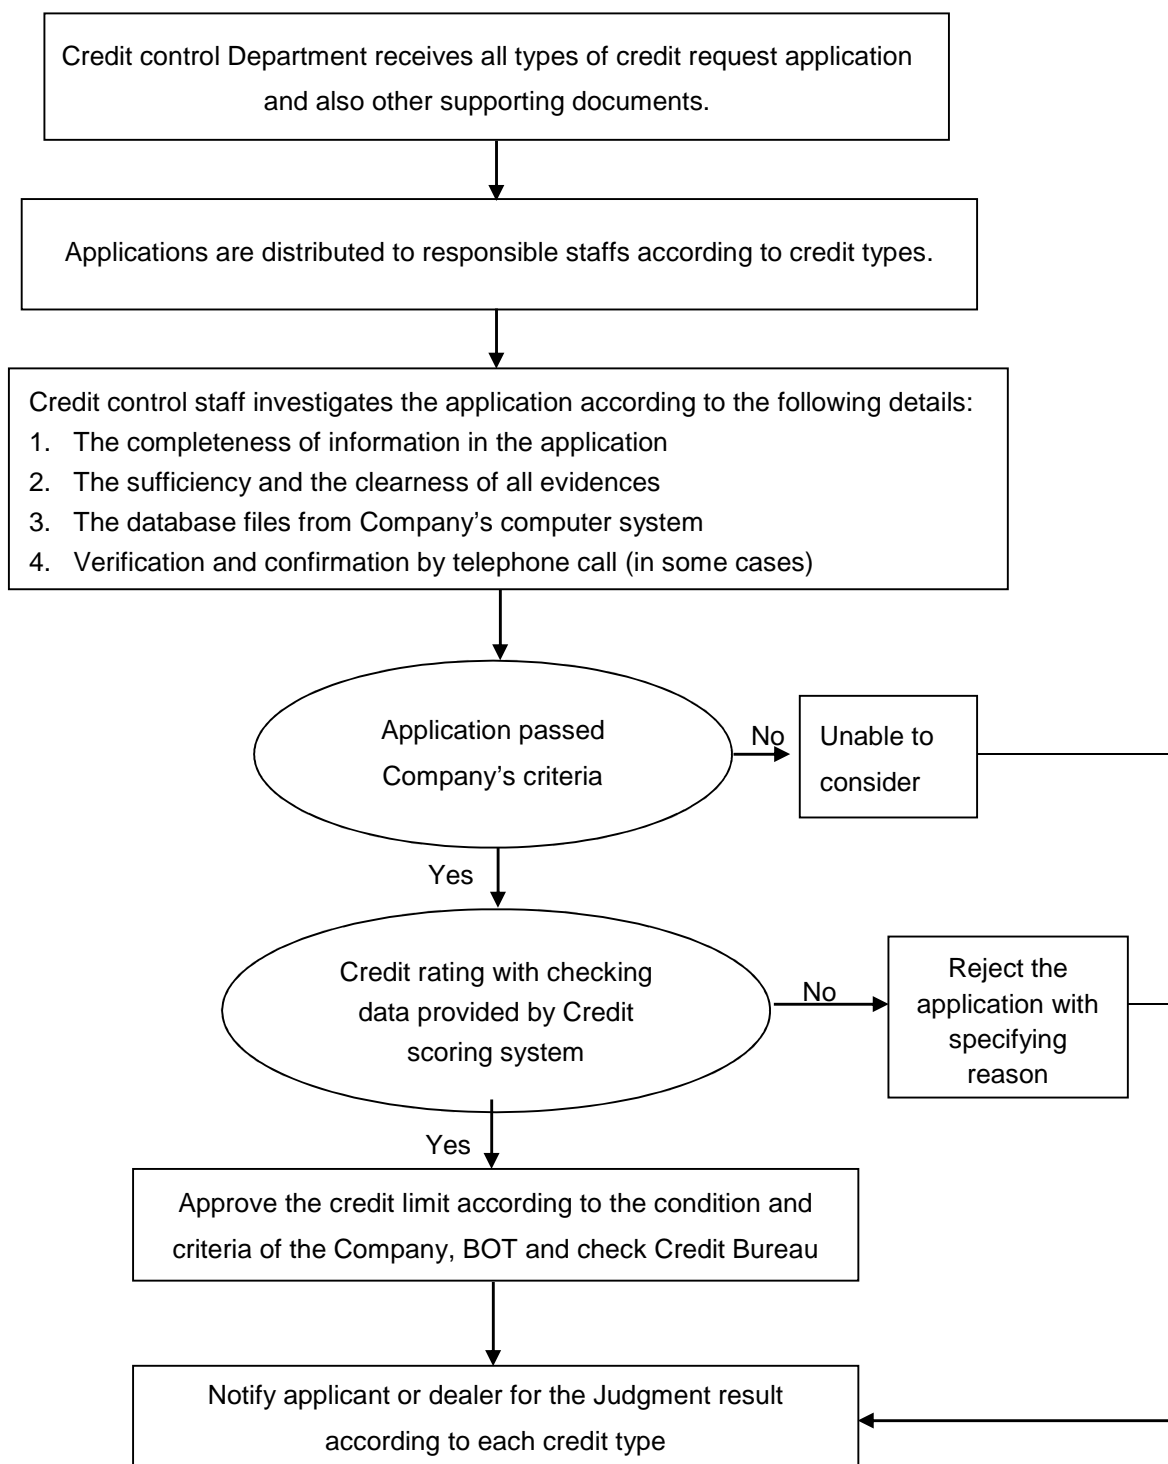 Credit control Department receives all types of credit request application
and also other supporting documents.
Applications are distributed to responsible staffs according to credit types.
Credit control staff investigates the application according to the following details:
1. The completeness of information in the application
2. The sufficiency and the clearness of all evidences
3. The database files from Company's computer system
4. Verification and confirmation by telephone call (in some cases)
Application passed
Company's criteria
No
Unable to
consider
Yes
Credit rating with checking
data provided by Credit
scoring system
No
Reject the
application with
specifying
reason
Yes
Approve the credit limit according to the condition and
criteria of the Company, BOT and check Credit Bureau
Notify applicant or dealer for the Judgment result
according to each credit type